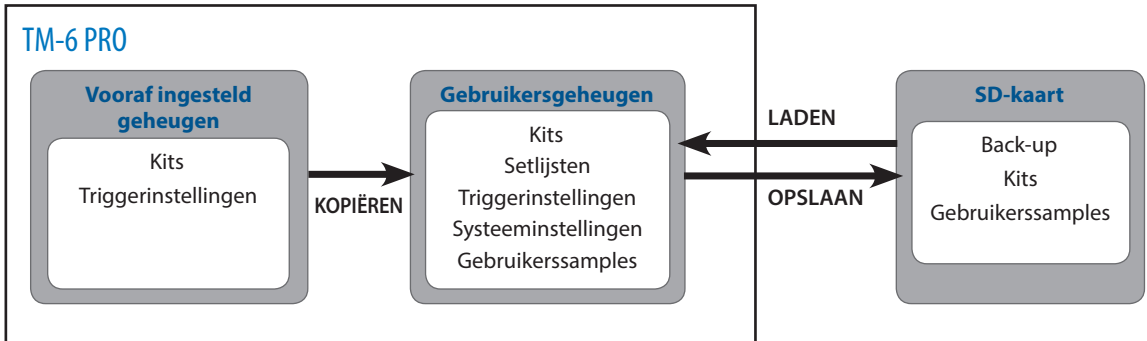 TM-6 PRO
Vooraf ingesteld
geheugen
Kits
Triggerinstellingen
KOPIËREN
Gebruikersgeheugen
Kits
Setlijsten
Triggerinstellingen
Systeeminstellingen
Gebruikerssamples
LADEN
OPSLAAN
SD-kaart
Back-up
Kits
Gebruikerssamples